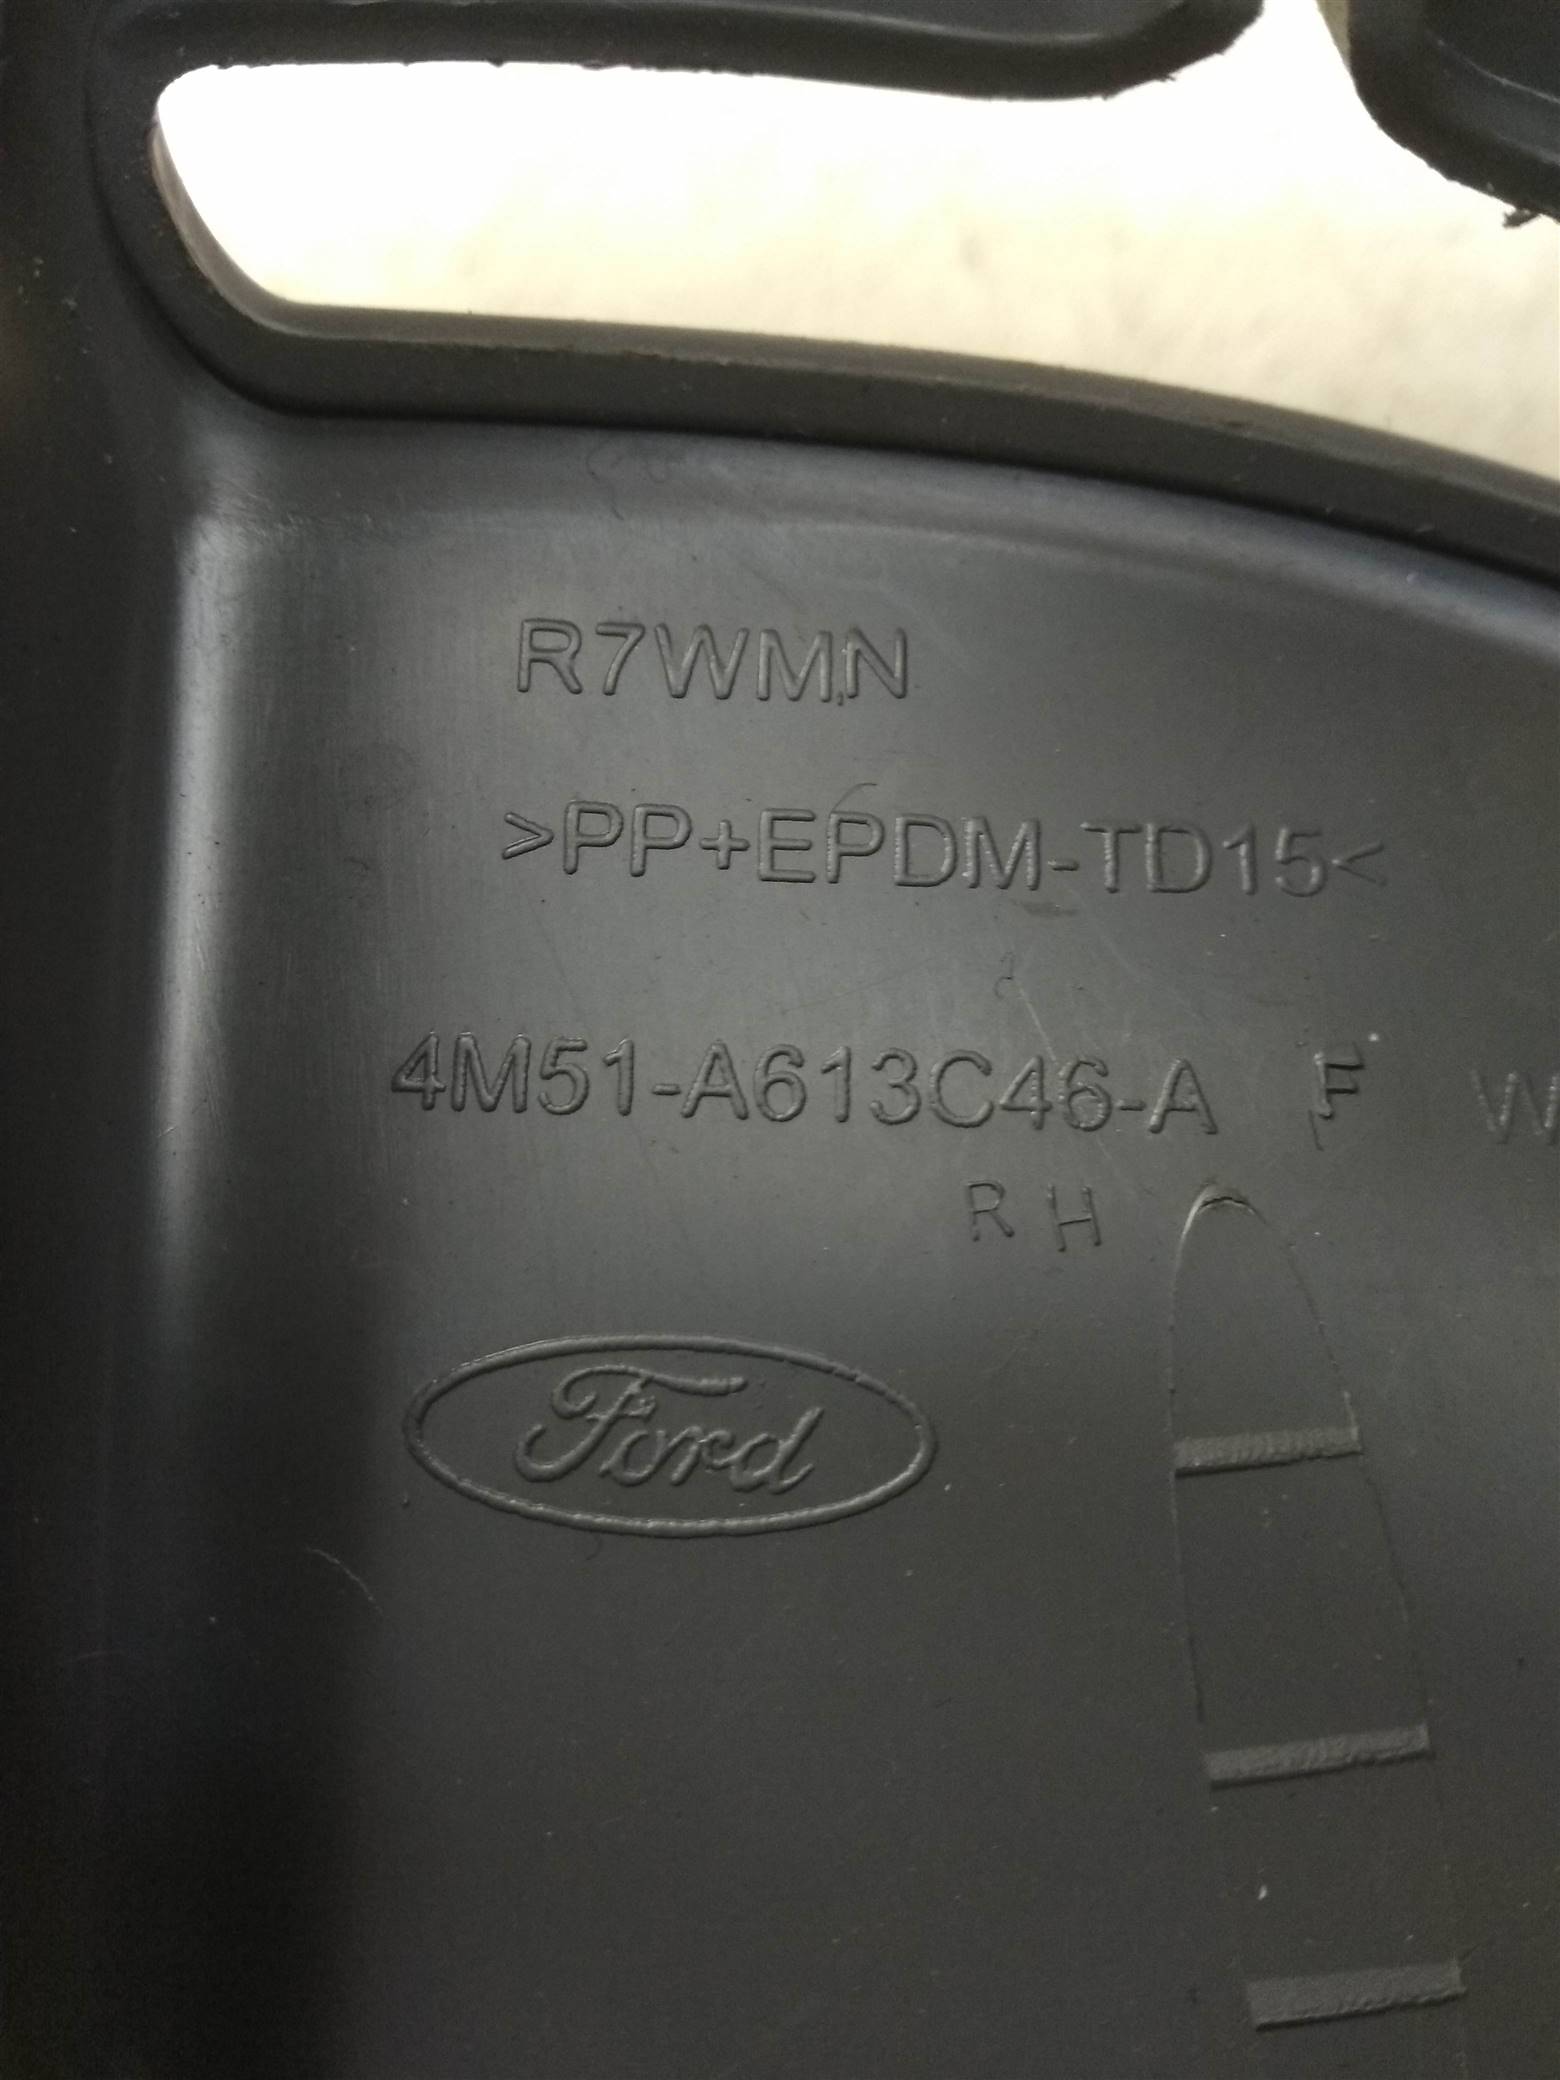 R7WMN
>PP+EPDM-TD15<
4M51-A613C46-A
RH
Ford